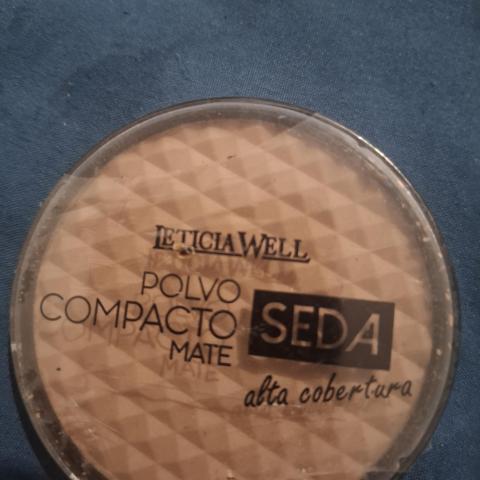 LETICIA WELL
POLVO
COMPACTO
MATE
SEDA
alta cobertura